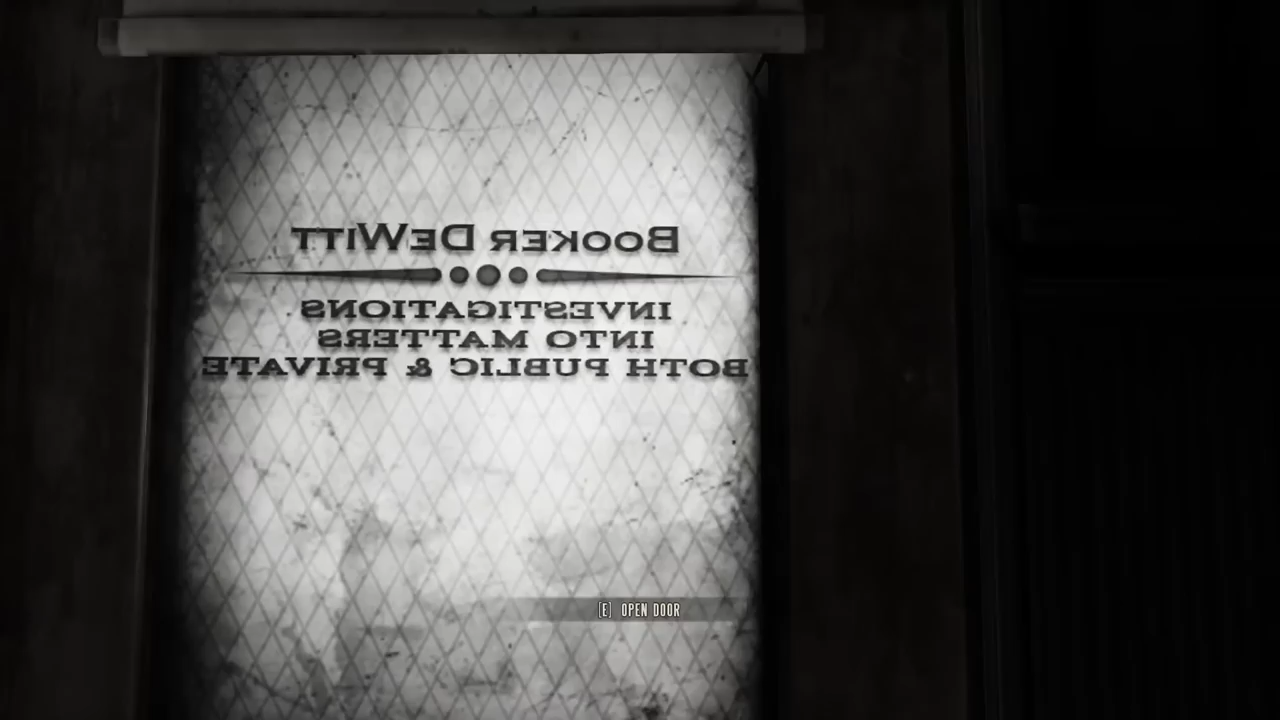 Booker DeWitt
INVESTIGATIONS
INTO MATTERS
BOTH PUBLIC & PRIVATE
[E] OPEN DOOR